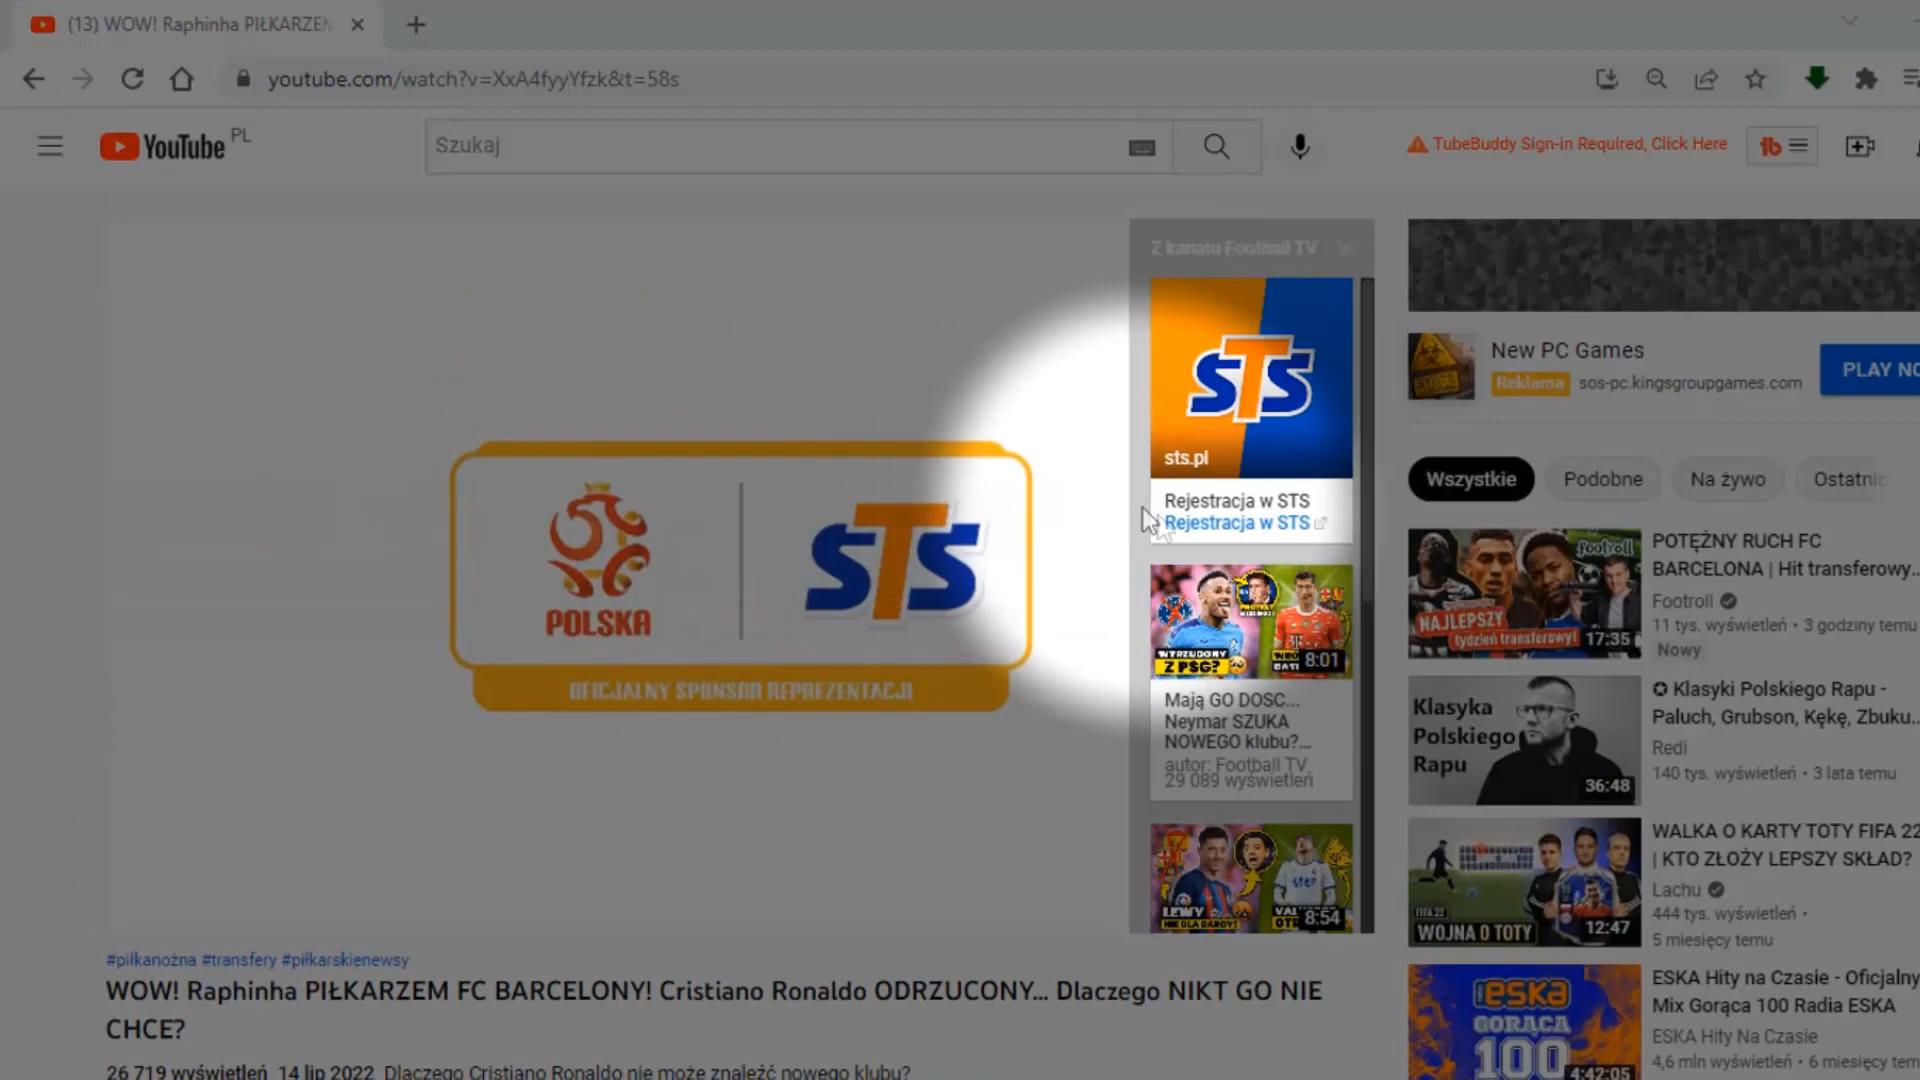 (13) WOW! Raphinha PIŁKARZEM
youtube.com/watch?v=XxA4fyyYfzk&t=58s
YouTube PL
Szukaj
TubeBuddy Sign-in Required, Click Here
Z kanału Football TV
STS
sts.pl
Rejestracja w STS
Rejestracja w STS
POLSKA
STS
OFICJALNY SPONSOR REPREZENTACJI
WYRZUDONY
Z PSG?
8:01
Mają GO DOSC...
Neymar SZUKA
NOWEGO klubu?...
autor: Football TV
29 089 wyświetleń
LEWY
8:54
New PC Games
Reklama sos-pc.kingsgroupgames.com
PLAY NO
Wszystkie Podobne Na żywo Ostatnio
footroll
NAJLEPSZY
tydzień transferowy!
17:35
POTĘŻNY RUCH FC
BARCELONA | Hit transferowy...
Footroll
11 tys. wyświetleń • 3 godziny temu
Nowy
Klasyka
Polskiego
Rapu
36:48
✪ Klasyki Polskiego Rapu -
Paluch, Grubson, Kękę, Zbuku...
Redi
140 tys. wyświetleń • 3 lata temu
FIFA 22
WOJNA O TOTY
12:47
WALKA O KARTY TOTY FIFA 22
| KTO ZŁOŻY LEPSZY SKŁAD?
Lachu
444 tys. wyświetleń •
5 miesięcy temu
eska
GORĄCA
100
4:42:05
ESKA Hity na Czasie - Oficjalny
Mix Gorąca 100 Radia ESKA
ESKA Hity Na Czasie
4,6 mln wyświetleń • 6 miesięcy tem
#piłkanożna #transfery #piłkarskienewsy
WOW! Raphinha PIŁKARZEM FC BARCELONY! Cristiano Ronaldo ODRZUCONY... Dlaczego NIKT GO NIE
CHCE?
26 719 wyświetleń 14 lip 2022 Dlaczego Cristiano Ronaldo nie może znaleźć nowego klubu?